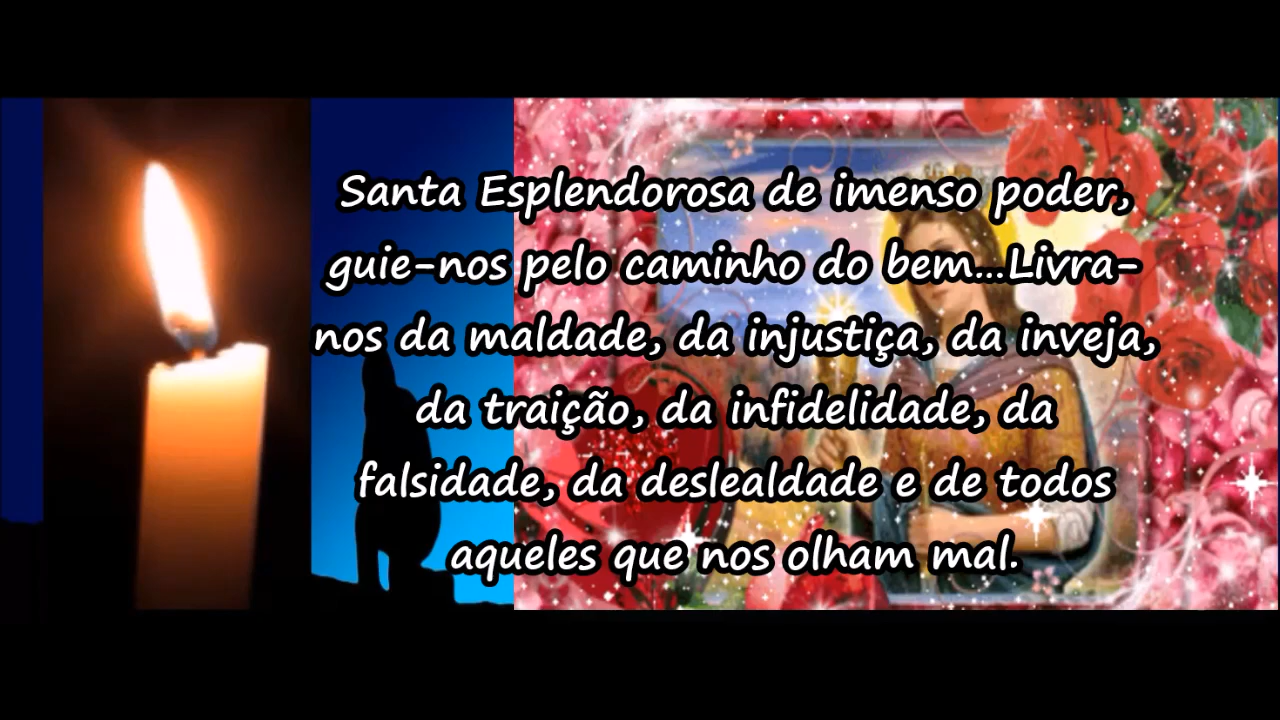 Santa Esplendorosa de imenso poder,
guie-nos pelo caminho do bem...Livra-
nos da maldade, da injustiça, da inveja,
da traição, da infidelidade, da
falsidade, da deslealdade e de todos
aqueles que nos olham mal.